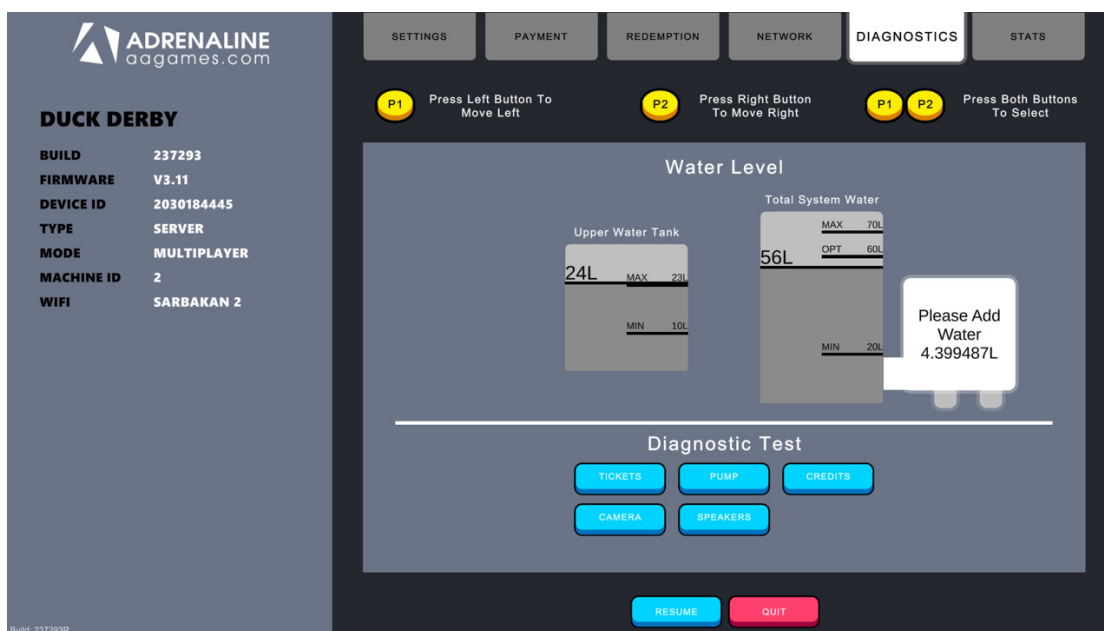 ADRENALINE
aagames.com
DUCK DERBY
BUILD 237293
FIRMWARE V3.11
DEVICE ID 2030184445
TYPE SERVER
MODE MULTIPLAYER
MACHINE ID 2
WIFI SARBAKAN 2
Build: 237293R
SETTINGS PAYMENT REDEMPTION NETWORK DIAGNOSTICS STATS
P1 Press Left Button To
Move Left
P2 Press Right Button
To Move Right
P1 P2 Press Both Buttons
To Select
Water Level
Upper Water Tank
24L
MAX 23L
MIN 10L
Total System Water
MAX 70L
OPT 60L
56L
MIN 20L
Please Add
Water
4.399487L
Diagnostic Test
TICKETS PUMP CREDITS
CAMERA SPEAKERS
RESUME QUIT